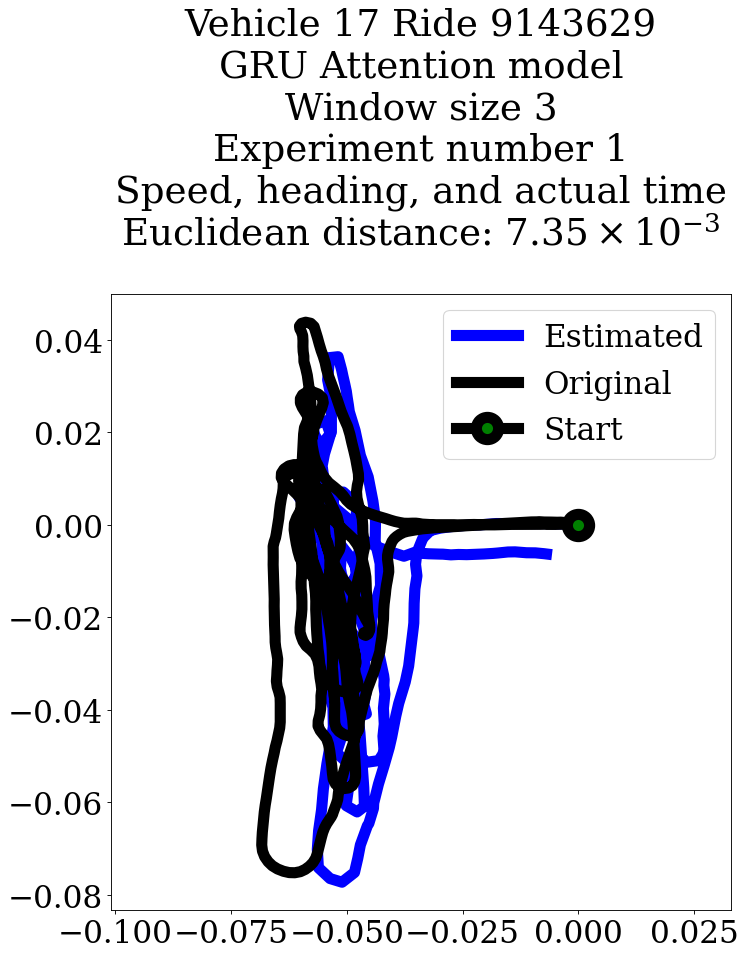 Vehicle 17 Ride 9143629
GRU Attention model
Window size 3
Experiment number 1
Speed, heading, and actual time
Euclidean distance: 7.35 × 10⁻³
Estimated
Original
Start
0.04
0.02
0.00
−0.02
−0.04
−0.06
−0.08
−0.100 −0.075 −0.050 −0.025 0.000 0.025